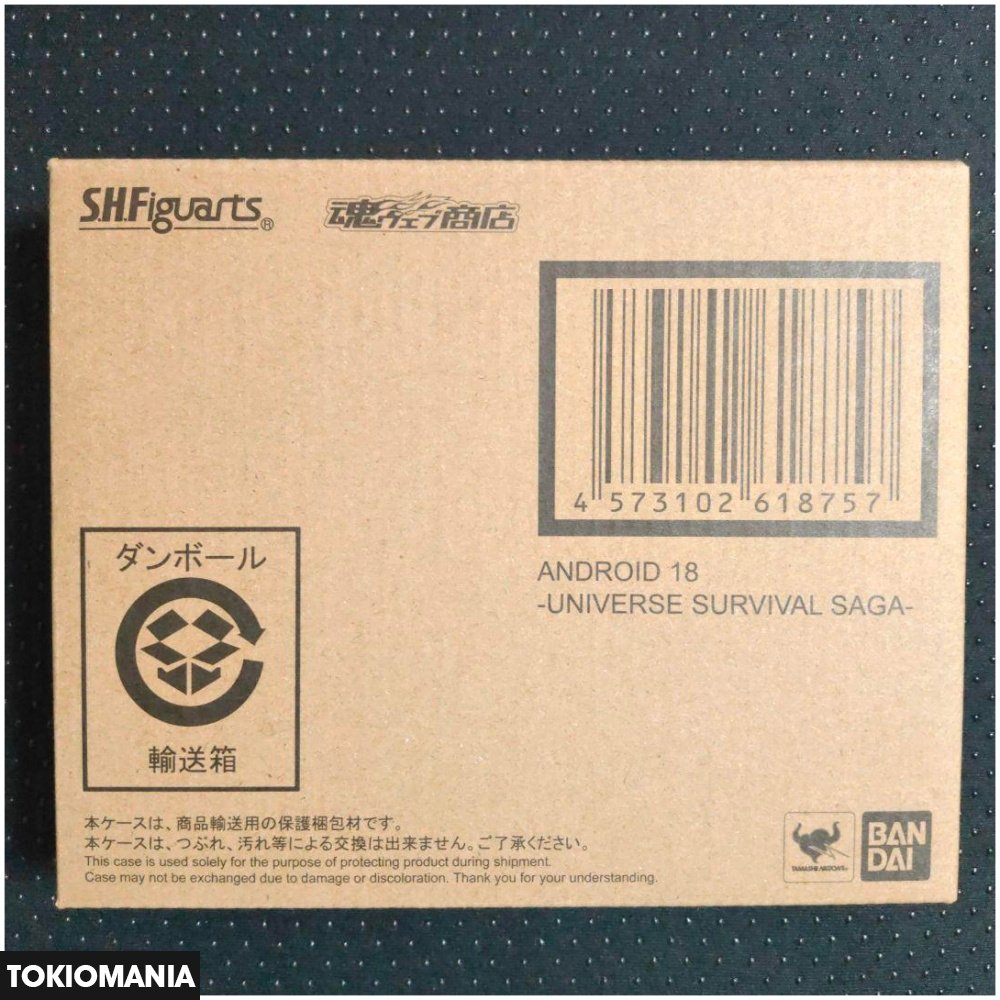 S.H.Figuarts®
魂ウェブ商店
4 573102 618757
ANDROID 18
-UNIVERSE SURVIVAL SAGA-
ダンボール
輸送箱
本ケースは、商品輸送用の保護梱包材です。
本ケースは、つぶれ、汚れ等による交換は出来ません。ご了承ください。
This case is used solely for the purpose of protecting product during shipment.
Case may not be exchanged due to damage or discoloration. Thank you for your understanding.
TAMASHII NATIONS
BAN
DAI
TOKIOMANIA